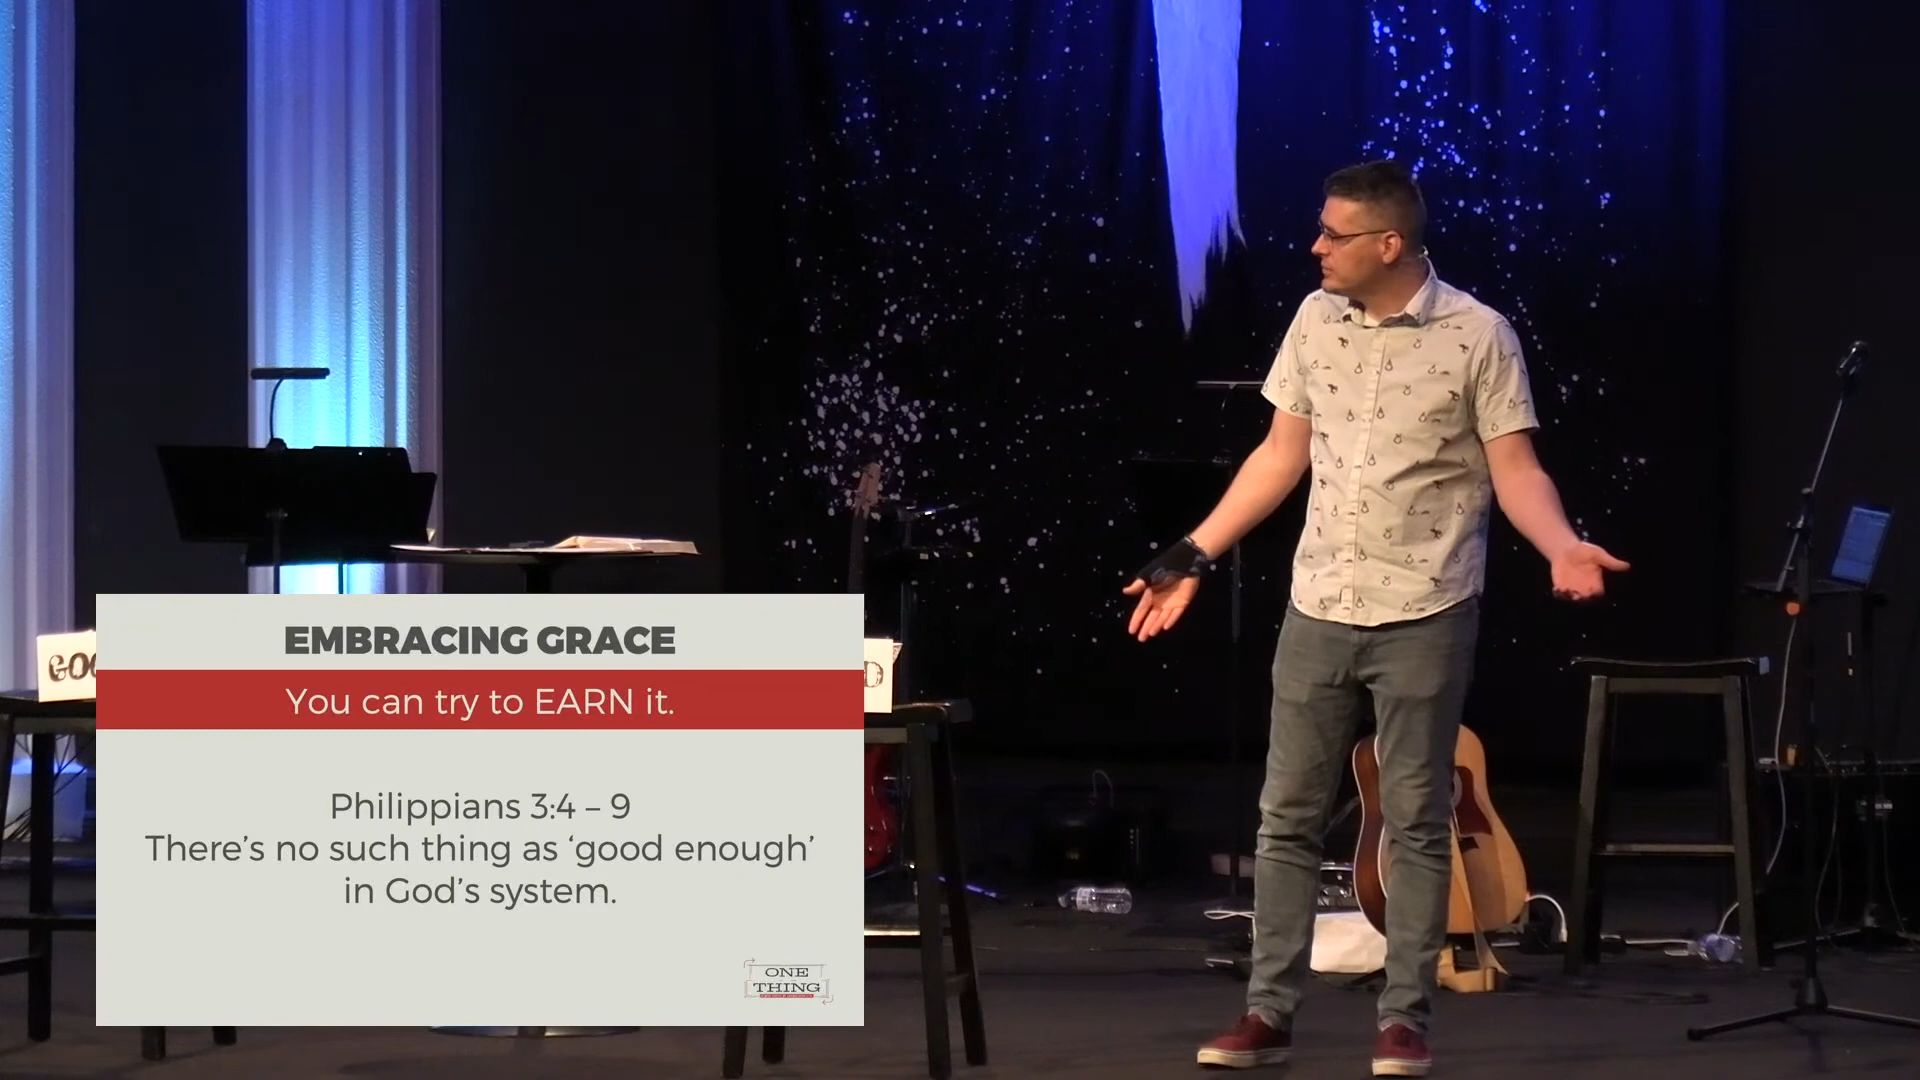 EMBRACING GRACE
You can try to EARN it.
Philippians 3:4 – 9
There's no such thing as ‘good enough’
in God's system.
ONE
THING
GOO
D